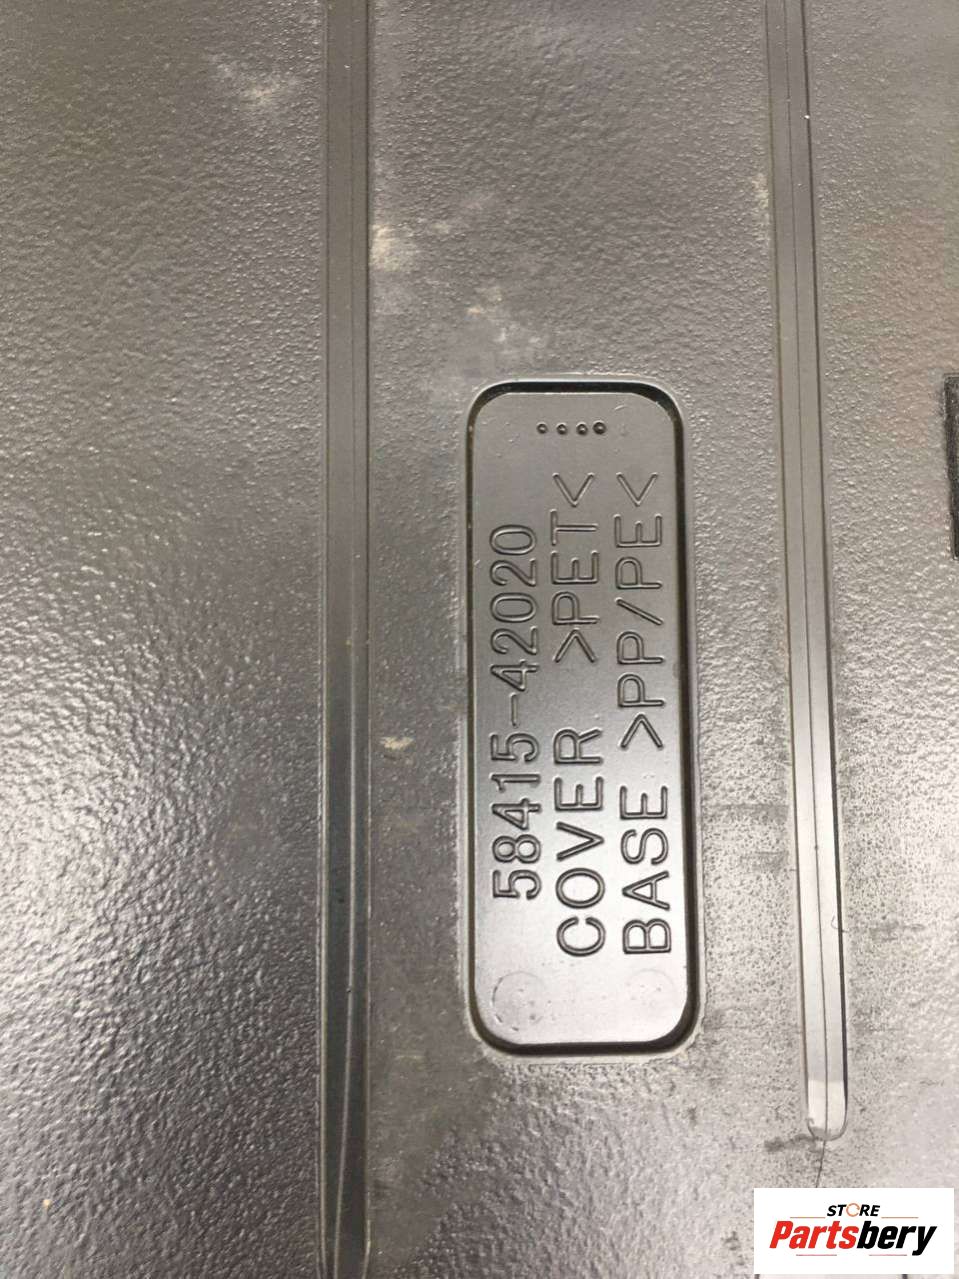 58415-42020
COVER >PET<
BASE >PP/PE<
STORE
Partsbery